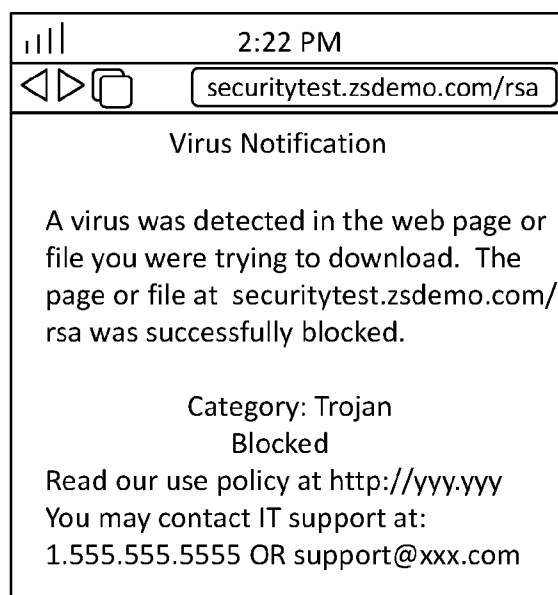 2:22 PM
securitytest.zsdemo.com/rsa
Virus Notification
A virus was detected in the web page or
file you were trying to download.  The
page or file at  securitytest.zsdemo.com/
rsa was successfully blocked.
Category: Trojan
Blocked
Read our use policy at http://yyy.yyy
You may contact IT support at:
1.555.555.5555 OR support@xxx.com